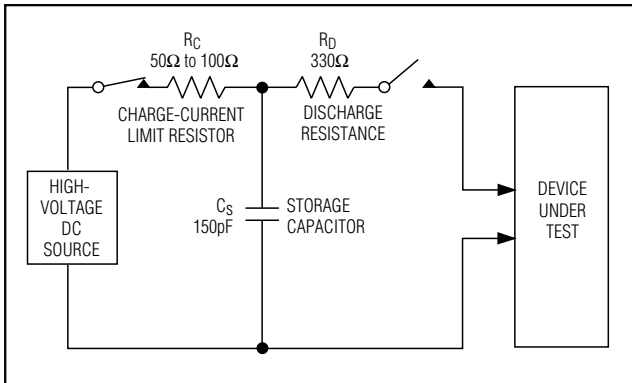 R_C
50Ω to 100Ω
CHARGE-CURRENT
LIMIT RESISTOR
R_D
330Ω
DISCHARGE
RESISTANCE
HIGH-
VOLTAGE
DC
SOURCE
C_S
150pF
STORAGE
CAPACITOR
DEVICE
UNDER
TEST